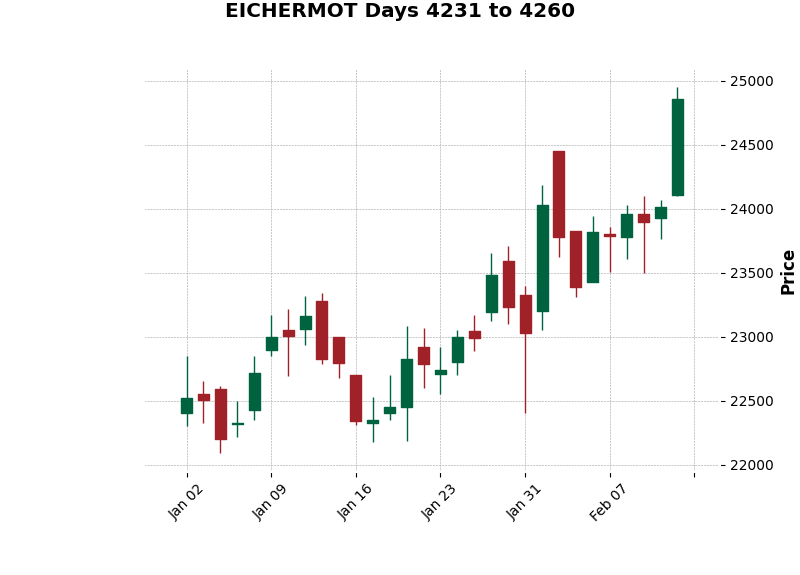 EICHERMOT Days 4231 to 4260
25000
24500
24000
23500
23000
22500
22000
Price
Jan 02
Jan 09
Jan 16
Jan 23
Jan 31
Feb 07